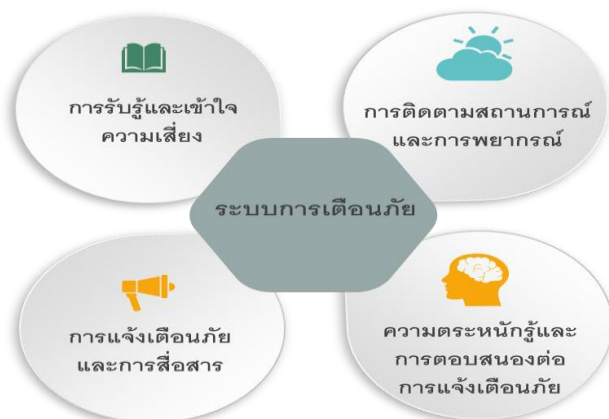 การรับรู้และเข้าใจ
ความเสี่ยง
การติดตามสถานการณ์
และการพยากรณ์
ระบบการเตือนภัย
การแจ้งเตือนภัย
และการสื่อสาร
ความตระหนักรู้และ
การตอบสนองต่อ
การแจ้งเตือนภัย